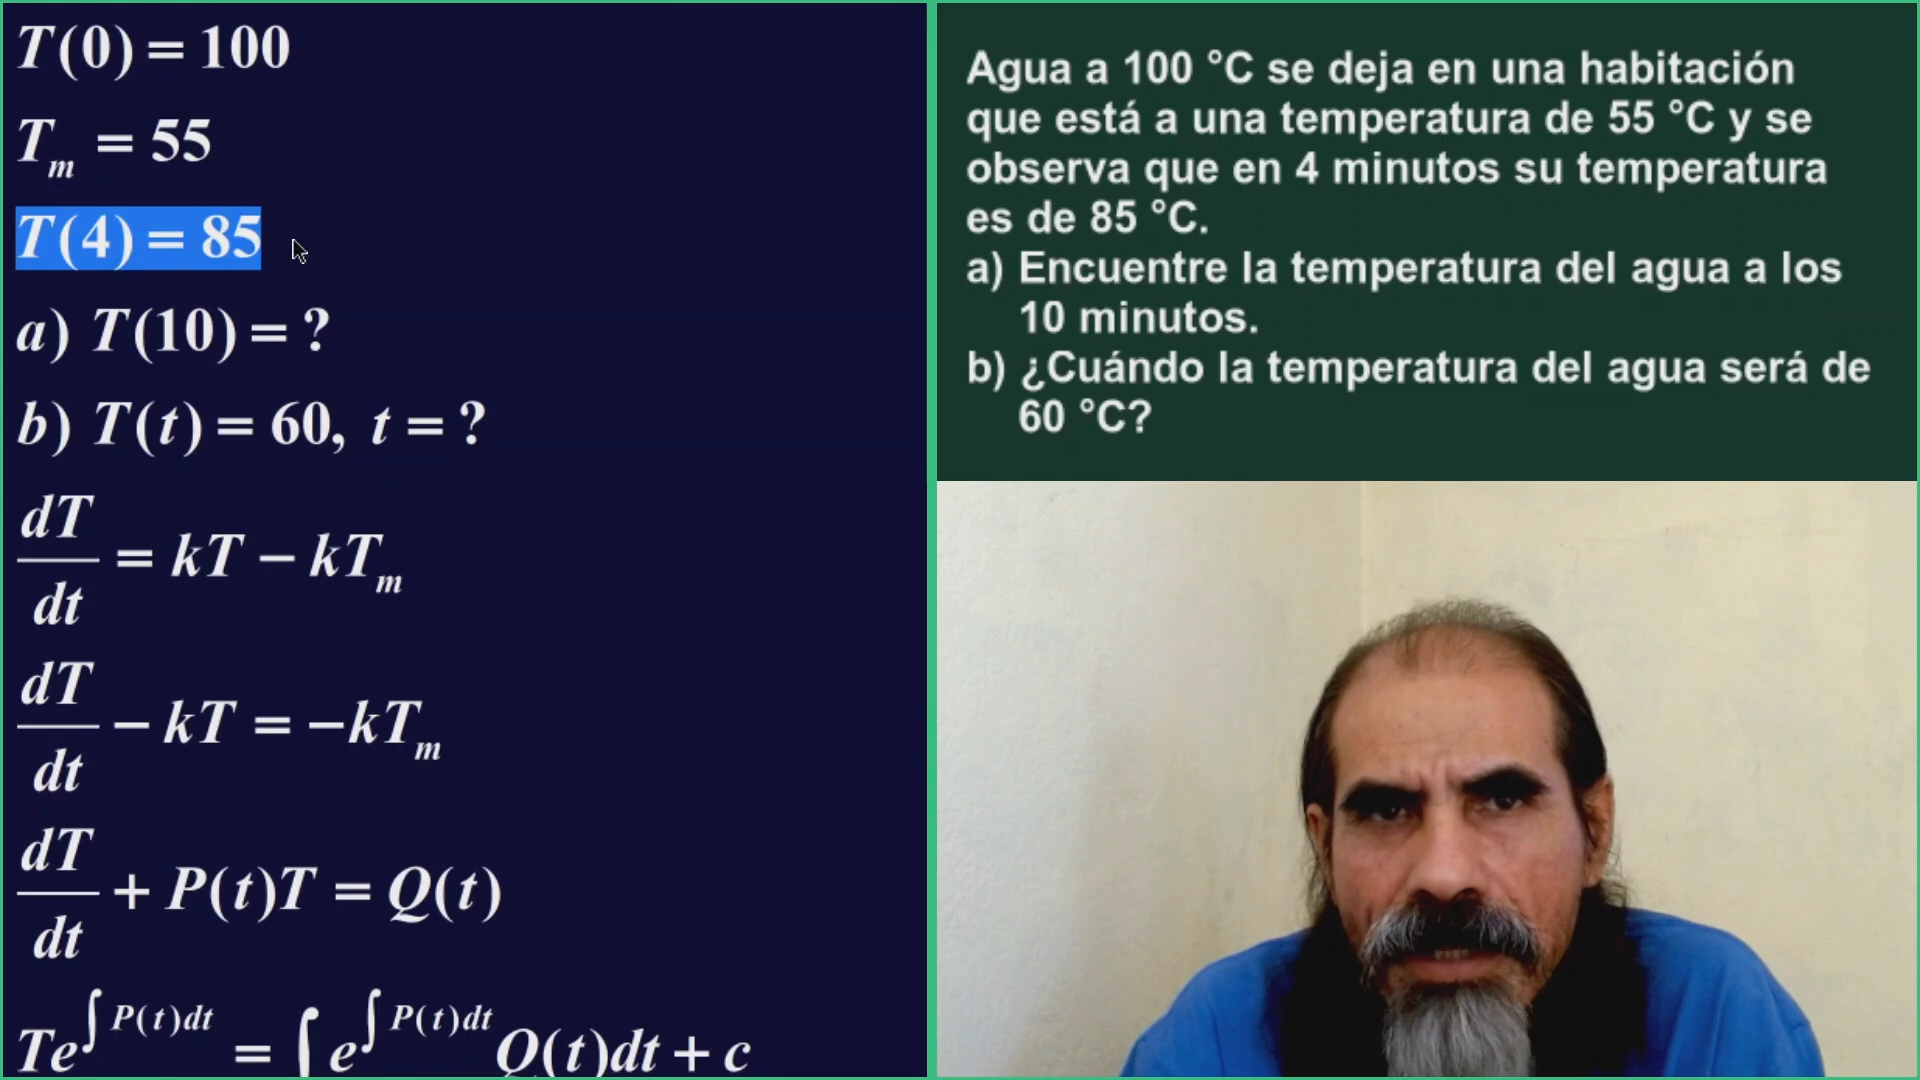 T(0) = 100
T_m = 55
T(4) = 85
a) T(10) = ?
b) T(t) = 60, t = ?
dT/dt = kT − kT_m
dT/dt − kT = −kT_m
dT/dt + P(t)T = Q(t)
Te^{∫P(t)dt} = ∫e^{∫P(t)dt}Q(t)dt + c
Agua a 100 °C se deja en una habitación
que está a una temperatura de 55 °C y se
observa que en 4 minutos su temperatura
es de 85 °C.
a) Encuentre la temperatura del agua a los
10 minutos.
b) ¿Cuándo la temperatura del agua será de
60 °C?